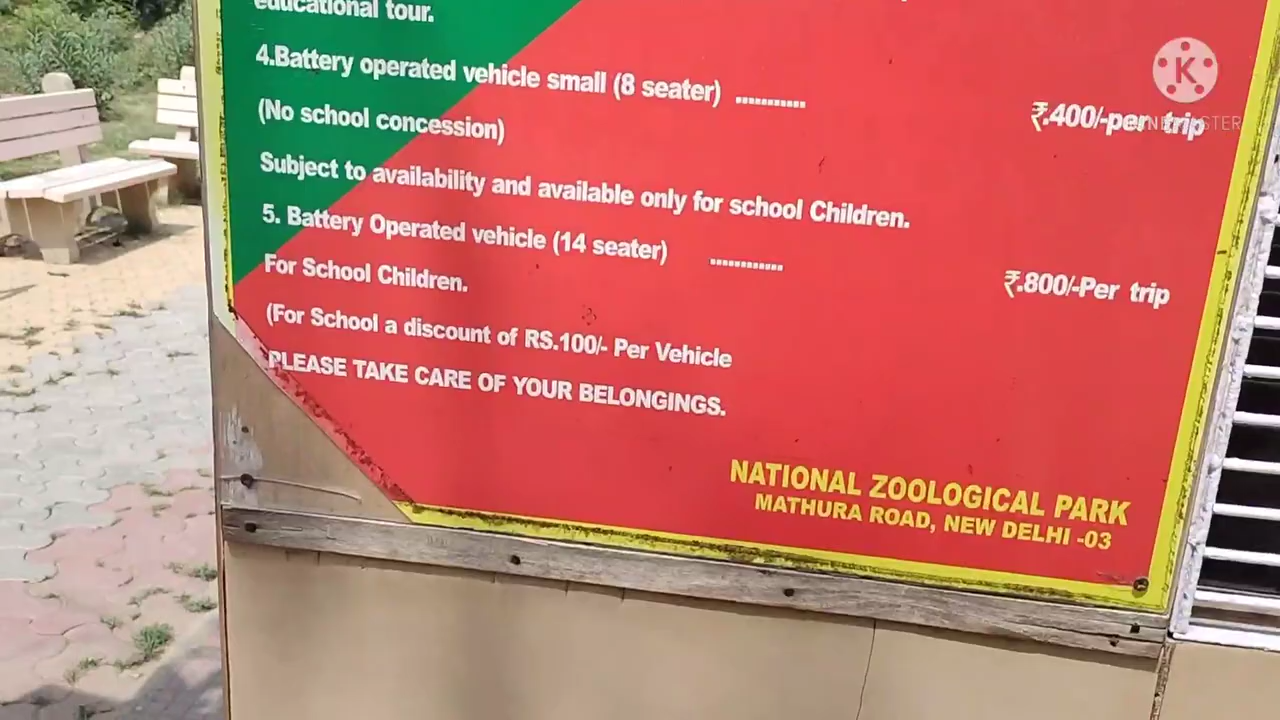 educational tour.
4.Battery operated vehicle small (8 seater) ............ ₹.400/-per trip
(No school concession)
Subject to availability and available only for school Children.
5. Battery Operated vehicle (14 seater) ............ ₹.800/-Per trip
For School Children.
(For School a discount of RS.100/- Per Vehicle
PLEASE TAKE CARE OF YOUR BELONGINGS.
NATIONAL ZOOLOGICAL PARK
MATHURA ROAD, NEW DELHI -03
K